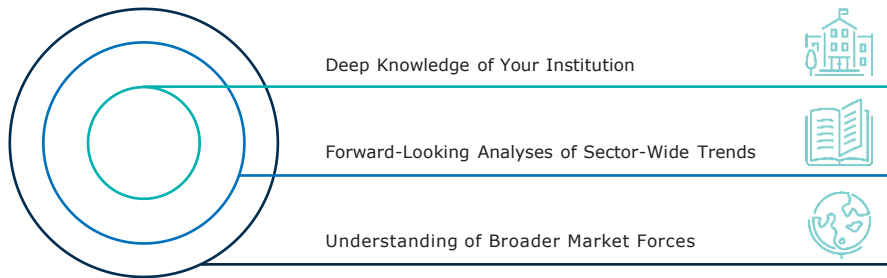 Deep Knowledge of Your Institution
Forward-Looking Analyses of Sector-Wide Trends
Understanding of Broader Market Forces